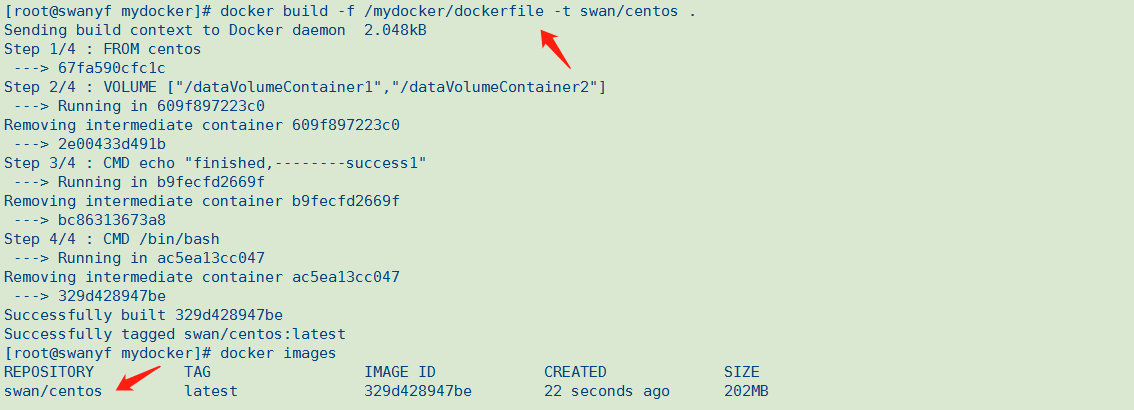 [root@swanyf mydocker]# docker build -f /mydocker/dockerfile -t swan/centos .
Sending build context to Docker daemon  2.048kB
Step 1/4 : FROM centos
 ---> 67fa590cfc1c
Step 2/4 : VOLUME ["/dataVolumeContainer1","/dataVolumeContainer2"]
 ---> Running in 609f897223c0
Removing intermediate container 609f897223c0
 ---> 2e00433d491b
Step 3/4 : CMD echo "finished,--------success1"
 ---> Running in b9fecfd2669f
Removing intermediate container b9fecfd2669f
 ---> bc86313673a8
Step 4/4 : CMD /bin/bash
 ---> Running in ac5ea13cc047
Removing intermediate container ac5ea13cc047
 ---> 329d428947be
Successfully built 329d428947be
Successfully tagged swan/centos:latest
[root@swanyf mydocker]# docker images
REPOSITORY          TAG                 IMAGE ID            CREATED             SIZE
swan/centos         latest              329d428947be        22 seconds ago      202MB